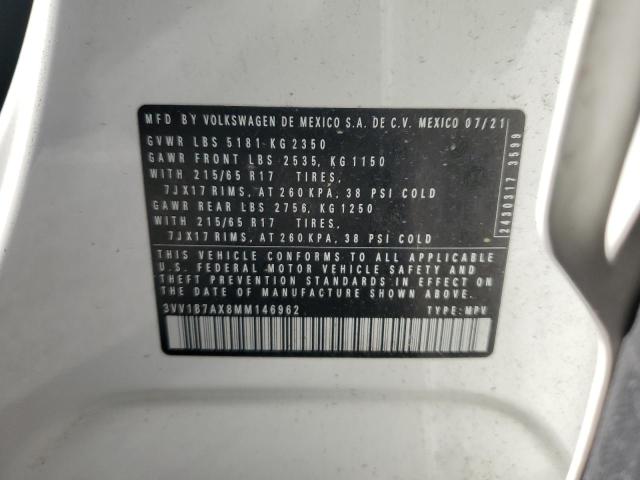 MFD BY VOLKSWAGEN DE MEXICO S.A. DE C.V. MEXICO 07/21
GVWR LBS 5181 KG 2350
GAWR FRONT LBS 2535, KG 1150
WITH 215/65 R17 TIRES,
7JX17 RIMS, AT 260 KPA, 38 PSI COLD
GAWR REAR LBS 2756, KG 1250
WITH 215/65 R17 TIRES,
7JX17 RIMS, AT 260 KPA, 38 PSI COLD
THIS VEHICLE CONFORMS TO ALL APPLICABLE
U.S. FEDERAL MOTOR VEHICLE SAFETY AND
THEFT PREVENTION STANDARDS IN EFFECT ON
THE DATE OF MANUFACTURE SHOWN ABOVE
3VV1B7AX8MM146962 TYPE: MPV
2430317 3599